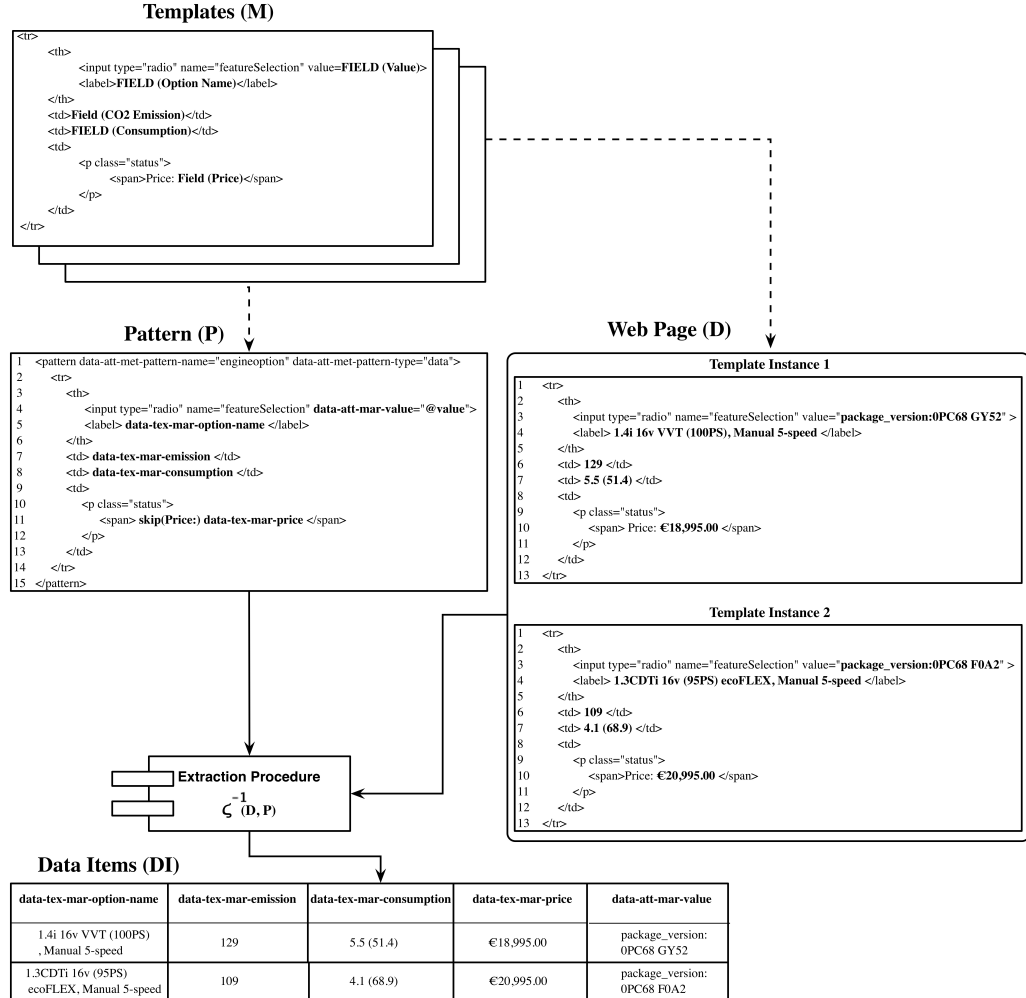 Templates (M)
<tr>
<th>
<input type="radio" name="featureSelection" value=FIELD (Value)>
<label>FIELD (Option Name)</label>
</th>
<td>Field (CO2 Emission)</td>
<td>FIELD (Consumption)</td>
<td>
<p class="status">
<span>Price: Field (Price)</span>
</p>
</td>
</tr>
Pattern (P)
1 <pattern data-att-met-pattern-name="engineoption" data-att-met-pattern-type="data">
2 <tr>
3 <th>
4 <input type="radio" name="featureSelection" data-att-mar-value="@value">
5 <label> data-tex-mar-option-name </label>
6 </th>
7 <td> data-tex-mar-emission </td>
8 <td> data-tex-mar-consumption </td>
9 <td>
10 <p class="status">
11 <span> skip(Price:) data-tex-mar-price </span>
12 </p>
13 </td>
14 </tr>
15 </pattern>
Web Page (D)
Template Instance 1
1 <tr>
2 <th>
3 <input type="radio" name="featureSelection" value="package_version:0PC68 GY52" >
4 <label> 1.4i 16v VVT (100PS), Manual 5-speed </label>
5 </th>
6 <td> 129 </td>
7 <td> 5.5 (51.4) </td>
8 <td>
9 <p class="status">
10 <span> Price: €18,995.00 </span>
11 </p>
12 </td>
13 </tr>
Template Instance 2
1 <tr>
2 <th>
3 <input type="radio" name="featureSelection" value="package_version:0PC68 F0A2" >
4 <label> 1.3CDTi 16v (95PS) ecoFLEX, Manual 5-speed </label>
5 </th>
6 <td> 109 </td>
7 <td> 4.1 (68.9) </td>
8 <td>
9 <p class="status">
10 <span>Price: €20,995.00 </span>
11 </p>
12 </td>
13 </tr>
Extraction Procedure
ζ⁻¹(D, P)
Data Items (DI)
data-tex-mar-option-name data-tex-mar-emission data-tex-mar-consumption data-tex-mar-price data-att-mar-value
1.4i 16v VVT (100PS)
, Manual 5-speed
129
5.5 (51.4)
€18,995.00
package_version:
0PC68 GY52
1.3CDTi 16v (95PS)
ecoFLEX, Manual 5-speed
109
4.1 (68.9)
€20,995.00
package_version:
0PC68 F0A2